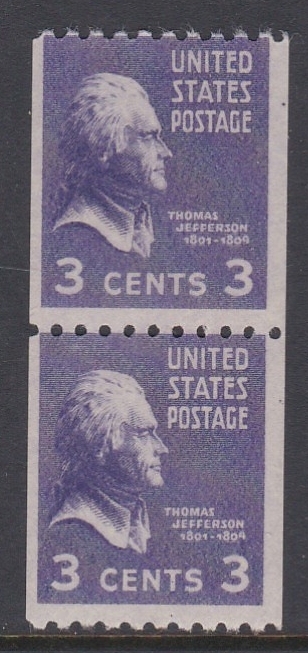 UNITED
STATES
POSTAGE
THOMAS
JEFFERSON
1801-1809
3 CENTS 3
UNITED
STATES
POSTAGE
THOMAS
JEFFERSON
1801-1809
3 CENTS 3